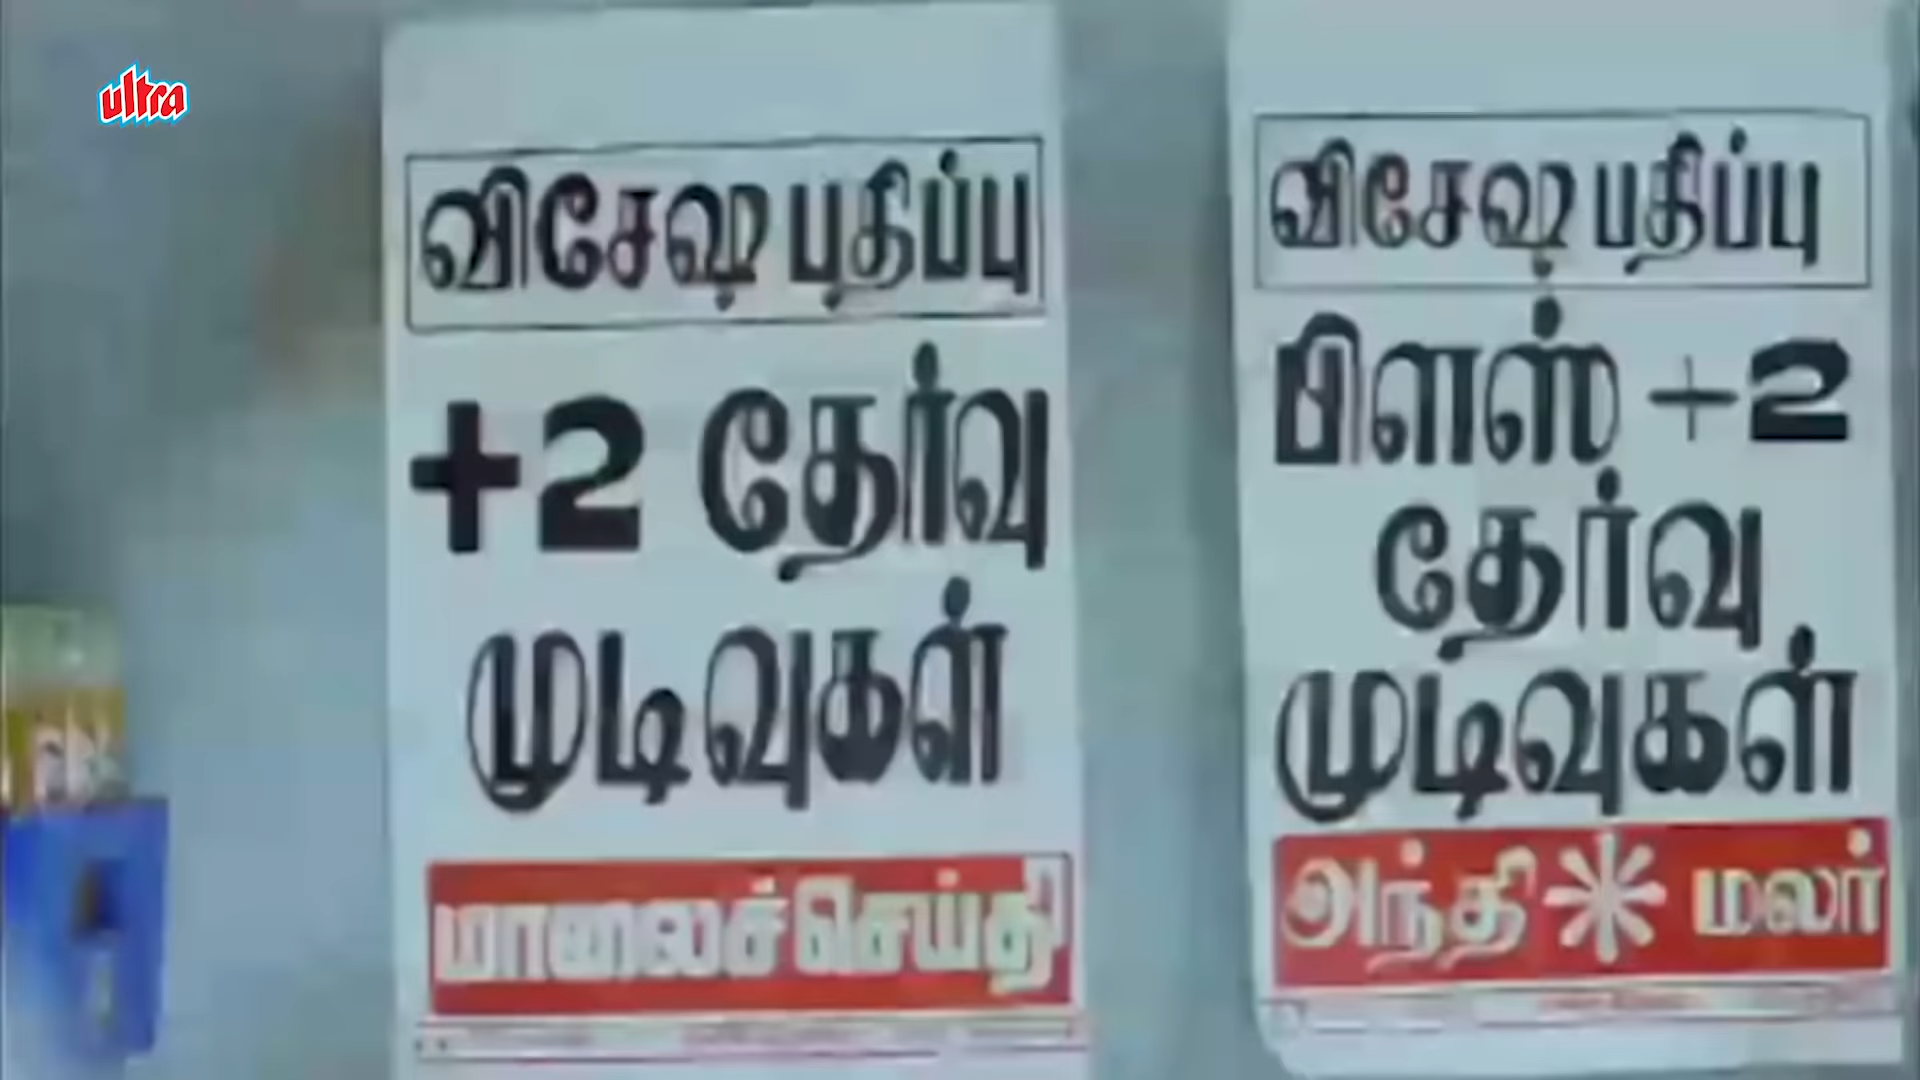 ultra
விசேஷ பதிப்பு
+2 தேர்வு
முடிவுகள்
மாலைச்செய்தி
விசேஷ பதிப்பு
பிளஸ் +2
தேர்வு
முடிவுகள்
அந்தி மலர்